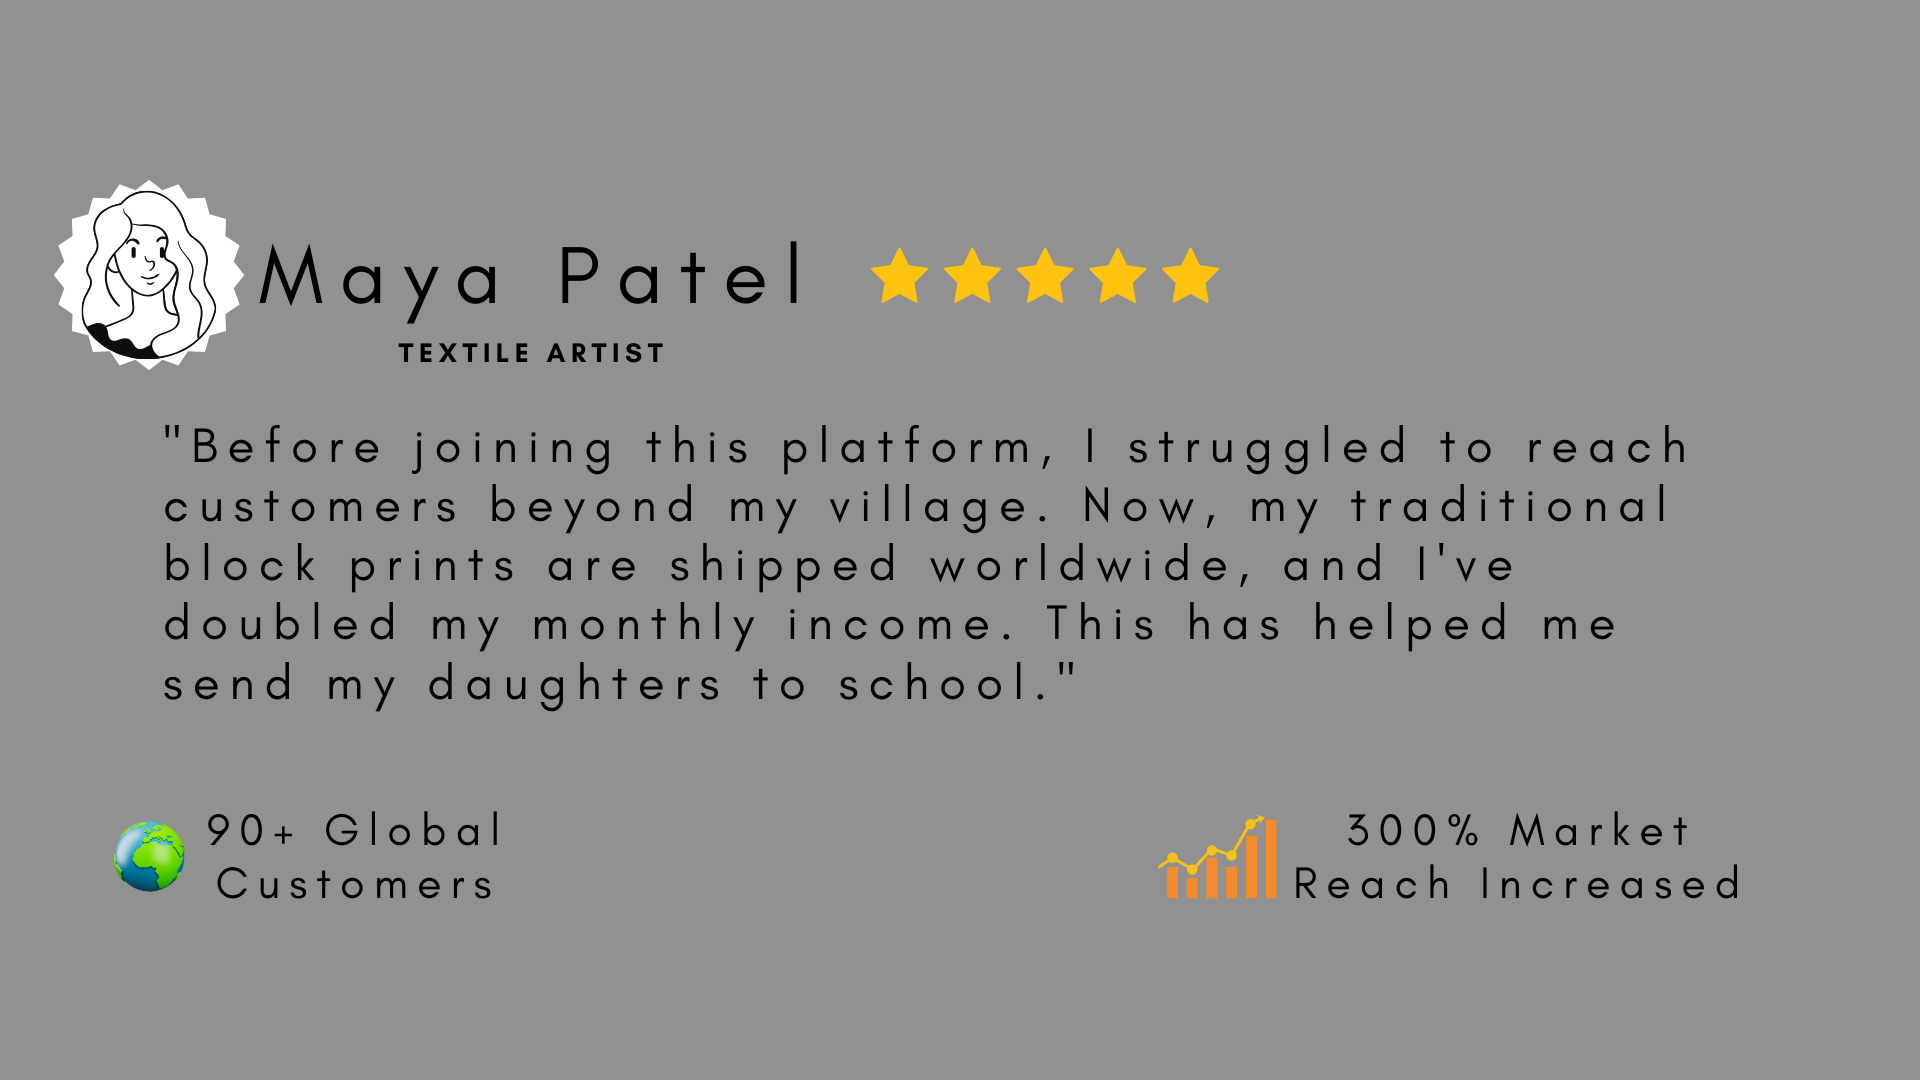 Maya Patel
TEXTILE ARTIST
"Before joining this platform, I struggled to reach
customers beyond my village. Now, my traditional
block prints are shipped worldwide, and I've
doubled my monthly income. This has helped me
send my daughters to school."
90+ Global
Customers
300% Market
Reach Increased